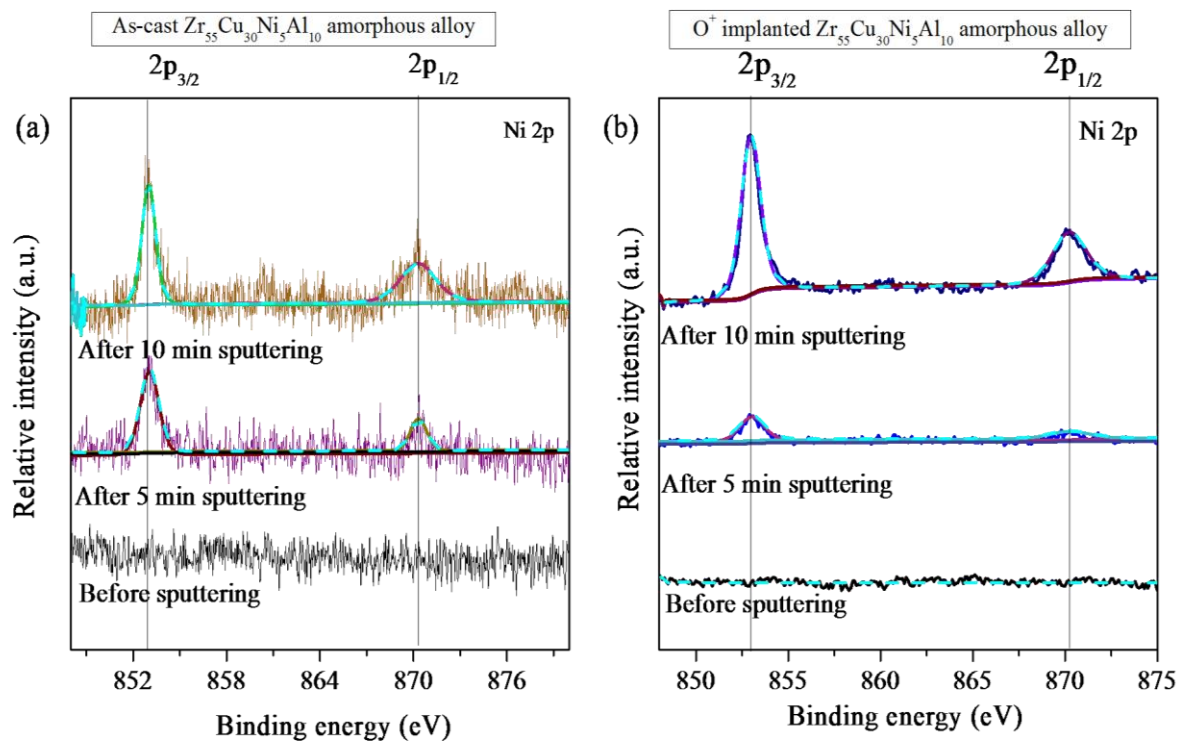 As-cast Zr₅₅Cu₃₀Ni₅Al₁₀ amorphous alloy
2p₃/₂
2p₁/₂
(a)
Ni 2p
After 10 min sputtering
After 5 min sputtering
Before sputtering
Relative intensity (a.u.)
852 858 864 870 876
Binding energy (eV)
O⁺ implanted Zr₅₅Cu₃₀Ni₅Al₁₀ amorphous alloy
2p₃/₂
2p₁/₂
(b)
Ni 2p
After 10 min sputtering
After 5 min sputtering
Before sputtering
Relative intensity (a.u.)
850 855 860 865 870 875
Binding energy (eV)